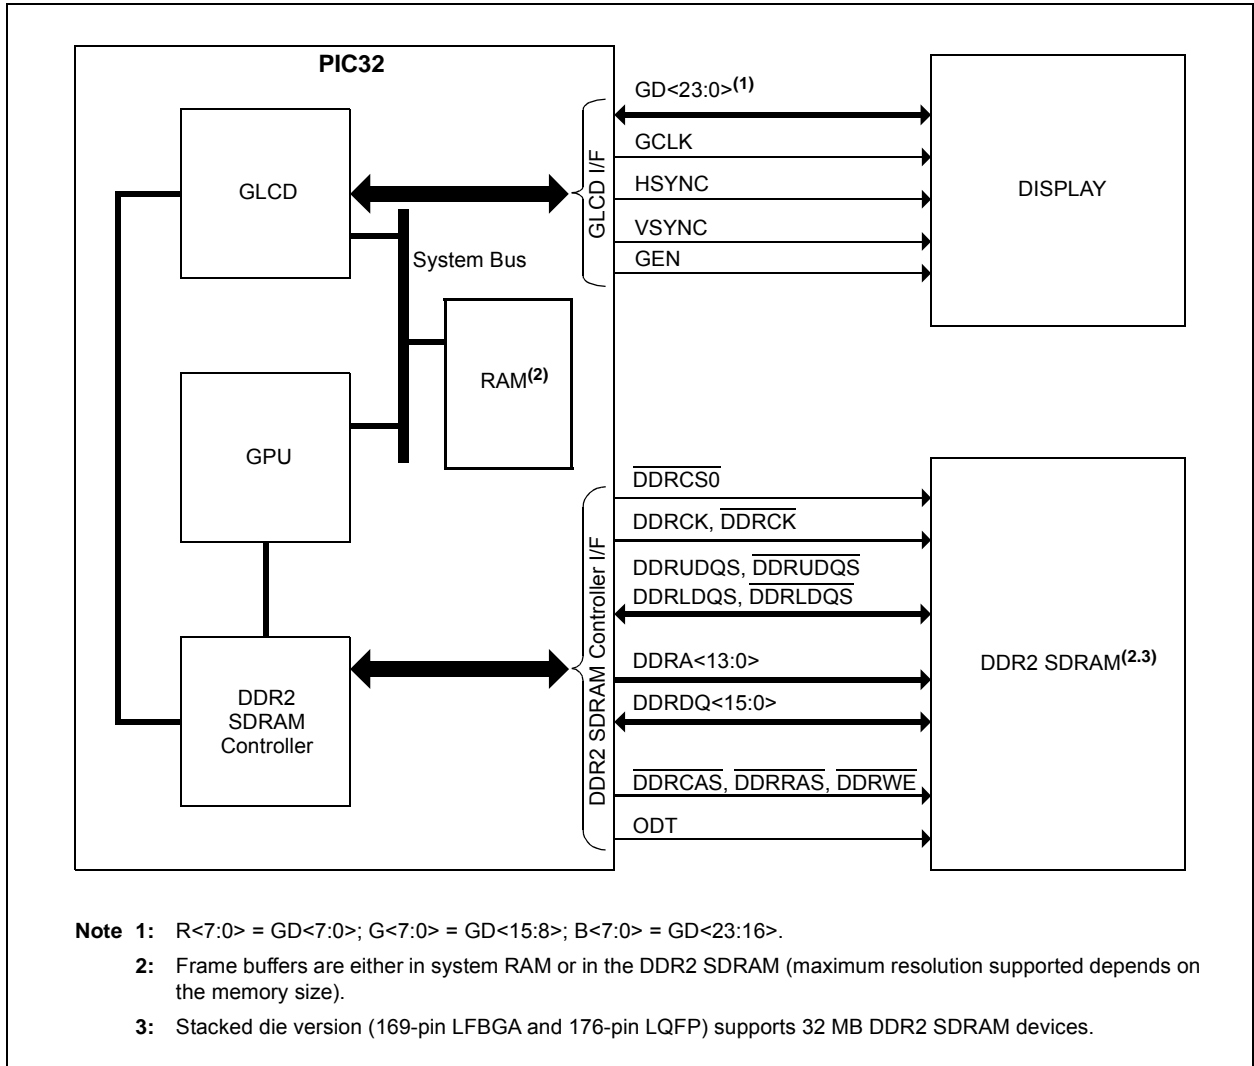 PIC32
GLCD
System Bus
RAM(2)
GPU
DDR2
SDRAM
Controller
GLCD I/F
GD<23:0>(1)
GCLK
HSYNC
VSYNC
GEN
DISPLAY
DDR2 SDRAM Controller I/F
DDRCS0
DDRCK, DDRCK
DDRUDQS, DDRUDQS
DDRLDQS, DDRLDQS
DDRA<13:0>
DDRDQ<15:0>
DDRCAS, DDRRAS, DDRWE
ODT
DDR2 SDRAM(2.3)
Note 1: R<7:0> = GD<7:0>; G<7:0> = GD<15:8>; B<7:0> = GD<23:16>.
2: Frame buffers are either in system RAM or in the DDR2 SDRAM (maximum resolution supported depends on
the memory size).
3: Stacked die version (169-pin LFBGA and 176-pin LQFP) supports 32 MB DDR2 SDRAM devices.